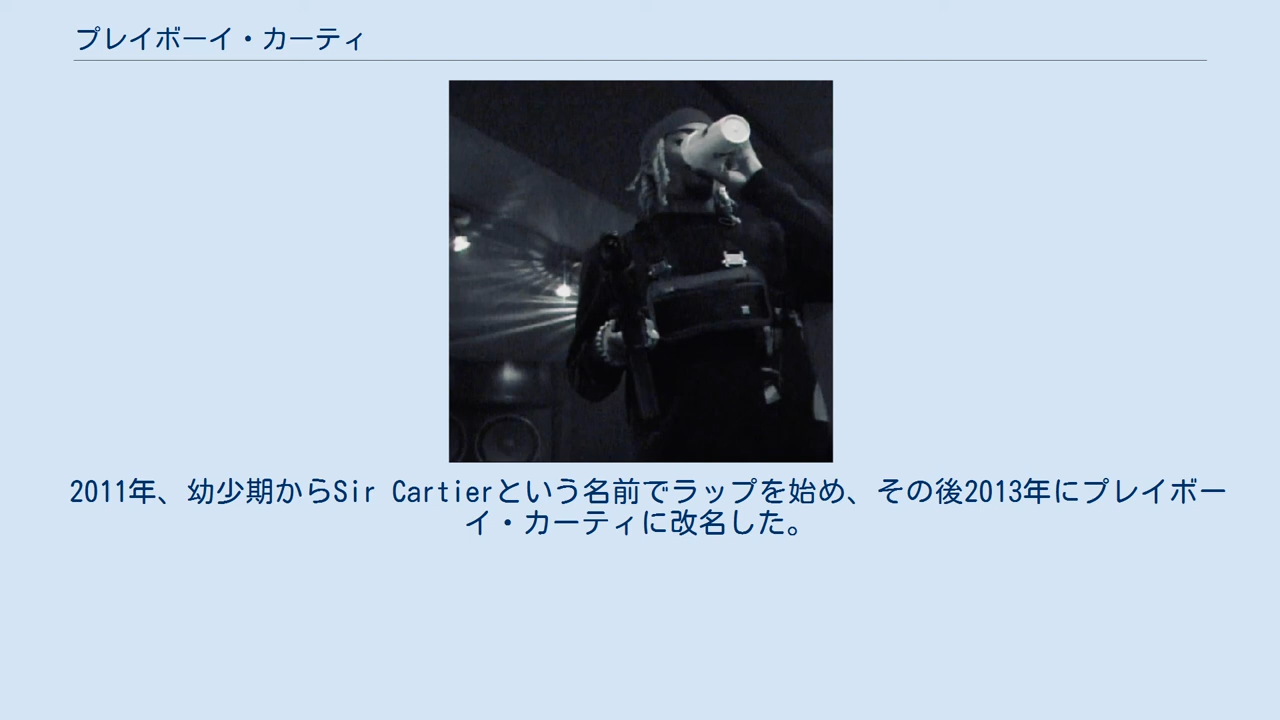 プレイボーイ・カーティ
2011年、幼少期からSir Cartierという名前でラップを始め、その後2013年にプレイボー
イ・カーティに改名した。